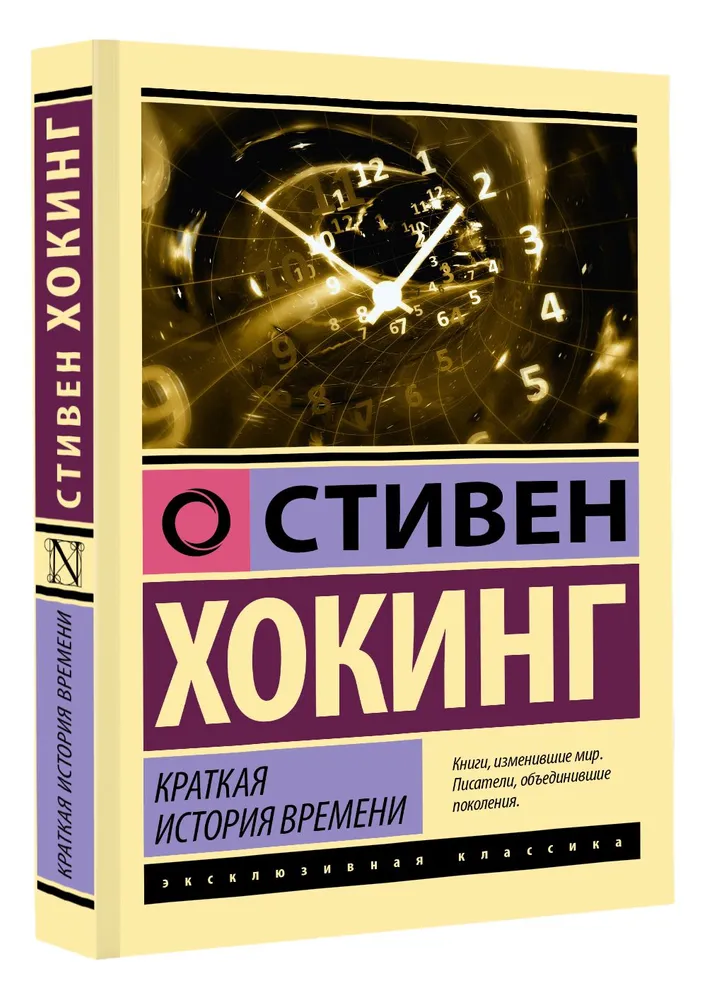 СТИВЕН ХОКИНГ
КРАТКАЯ ИСТОРИЯ ВРЕМЕНИ
СТИВЕН
ХОКИНГ
КРАТКАЯ
ИСТОРИЯ ВРЕМЕНИ
Книги, изменившие мир.
Писатели, объединившие
поколения.
эксклюзивная классика